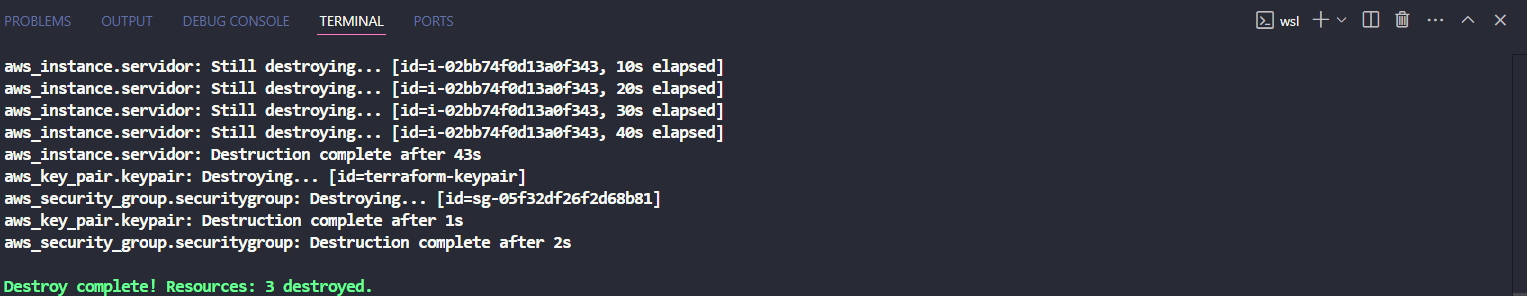 PROBLEMS OUTPUT DEBUG CONSOLE TERMINAL PORTS wsl
aws_instance.servidor: Still destroying... [id=i-02bb74f0d13a0f343, 10s elapsed]
aws_instance.servidor: Still destroying... [id=i-02bb74f0d13a0f343, 20s elapsed]
aws_instance.servidor: Still destroying... [id=i-02bb74f0d13a0f343, 30s elapsed]
aws_instance.servidor: Still destroying... [id=i-02bb74f0d13a0f343, 40s elapsed]
aws_instance.servidor: Destruction complete after 43s
aws_key_pair.keypair: Destroying... [id=terraform-keypair]
aws_security_group.securitygroup: Destroying... [id=sg-05f32df26f2d68b81]
aws_key_pair.keypair: Destruction complete after 1s
aws_security_group.securitygroup: Destruction complete after 2s
Destroy complete! Resources: 3 destroyed.